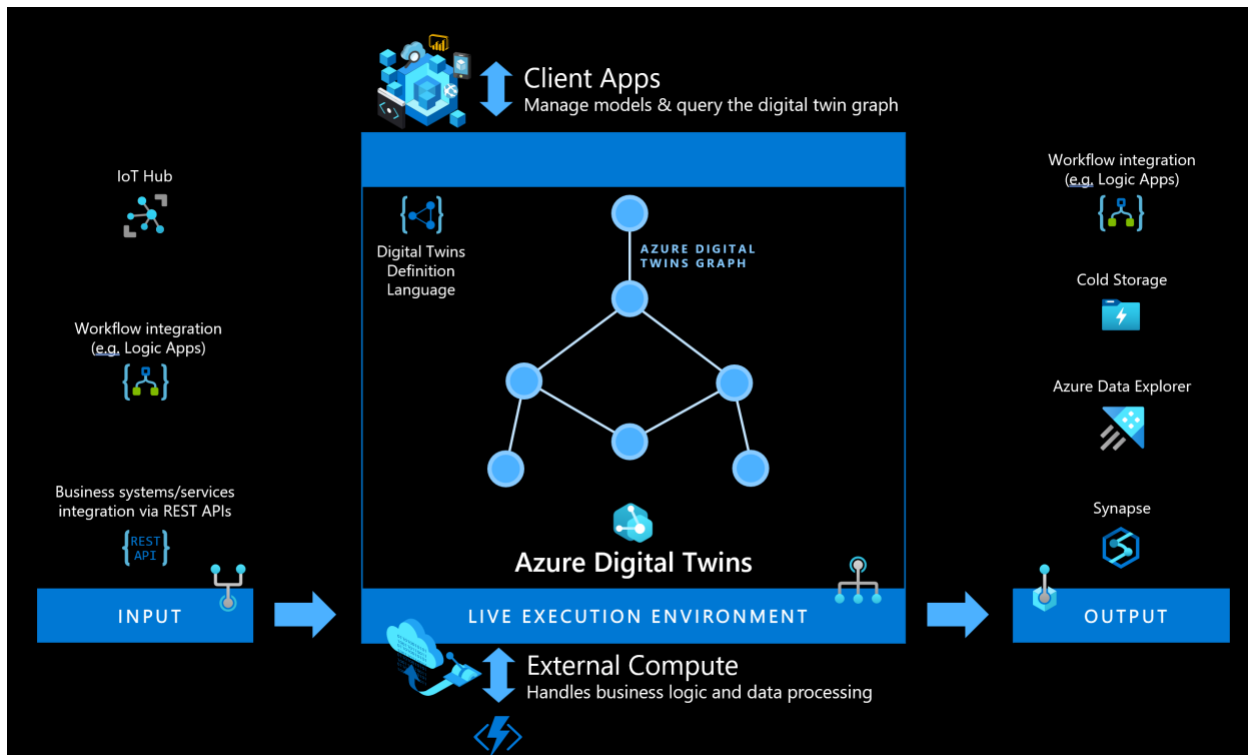 Client Apps
Manage models & query the digital twin graph
IoT Hub
Workflow integration
(e.g. Logic Apps)
Business systems/services
integration via REST APIs
{REST
API}
INPUT
Digital Twins
Definition
Language
AZURE DIGITAL
TWINS GRAPH
Azure Digital Twins
LIVE EXECUTION ENVIRONMENT
External Compute
Handles business logic and data processing
Workflow integration
(e.g. Logic Apps)
Cold Storage
Azure Data Explorer
Synapse
OUTPUT